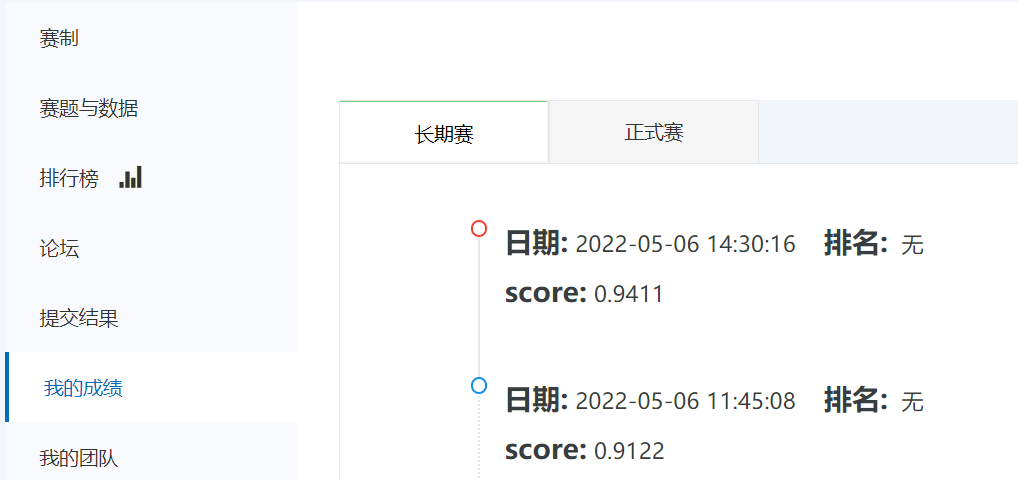 赛制
赛题与数据
排行榜
论坛
提交结果
我的成绩
我的团队
长期赛 正式赛
日期: 2022-05-06 14:30:16 排名: 无
score: 0.9411
日期: 2022-05-06 11:45:08 排名: 无
score: 0.9122